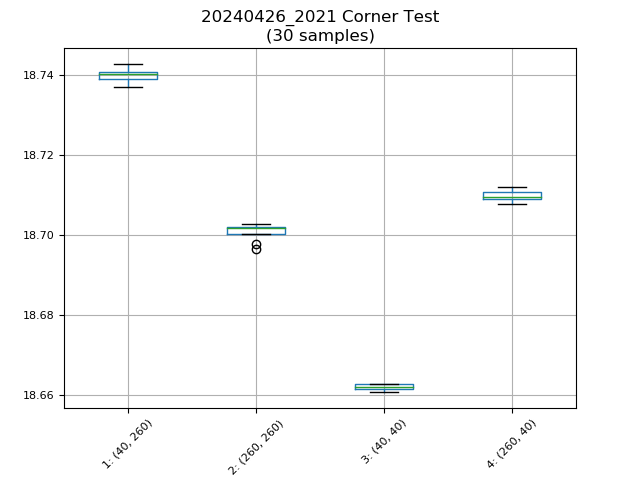 20240426_2021 Corner Test
(30 samples)
18.74
18.72
18.70
18.68
18.66
1: (40, 260)
2: (260, 260)
3: (40, 40)
4: (260, 40)